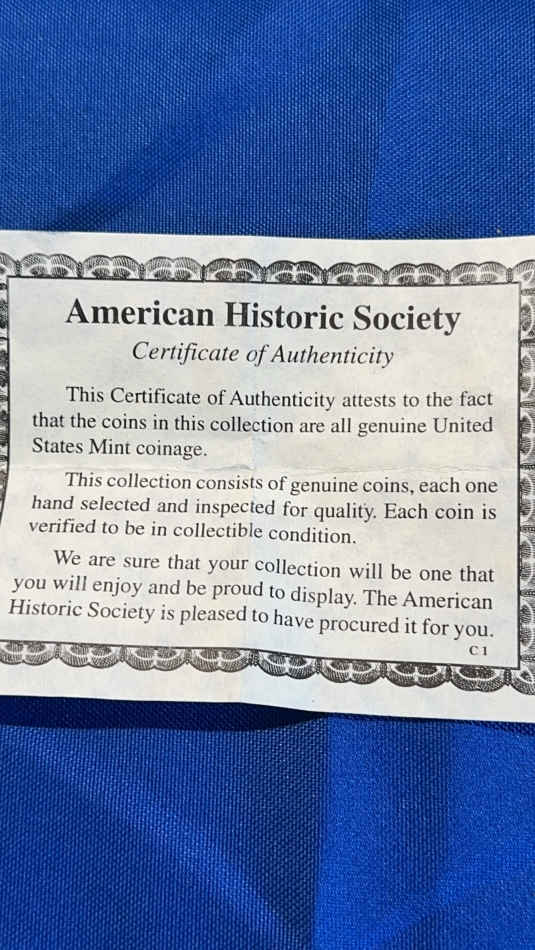 American Historic Society
Certificate of Authenticity
This Certificate of Authenticity attests to the fact
that the coins in this collection are all genuine United
States Mint coinage.
This collection consists of genuine coins, each one
hand selected and inspected for quality. Each coin is
verified to be in collectible condition.
We are sure that your collection will be one that
you will enjoy and be proud to display. The American
Historic Society is pleased to have procured it for you.
C1